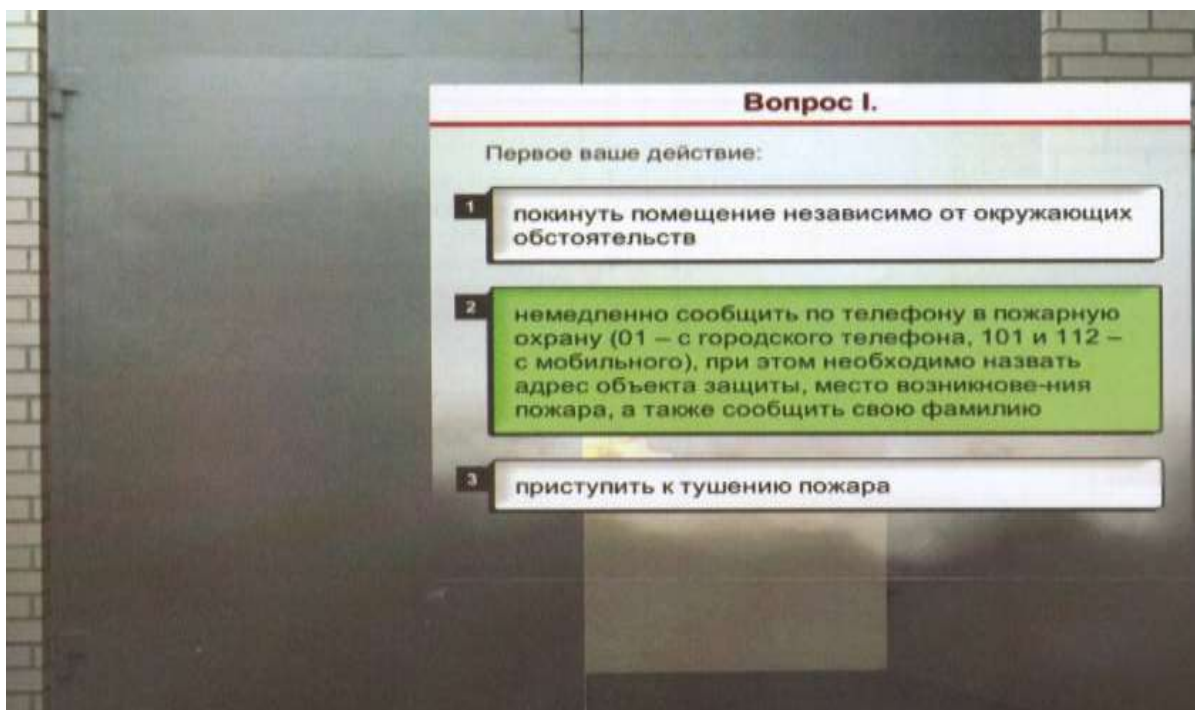 Вопрос I.
Первое ваше действие:
1
покинуть помещение независимо от окружающих
обстоятельств
2
немедленно сообщить по телефону в пожарную
охрану (01 – с городского телефона, 101 и 112 –
с мобильного), при этом необходимо назвать
адрес объекта защиты, место возникнове-ния
пожара, а также сообщить свою фамилию
3
приступить к тушению пожара